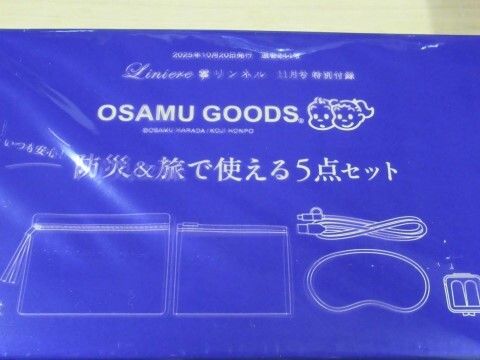 2025年10月20日発行
Liniere リンネル 11月号 特別付録
OSAMU GOODS®
©OSAMU HARADA / KOJI HONPO
いつも安心!
防災&旅で使える5点セット